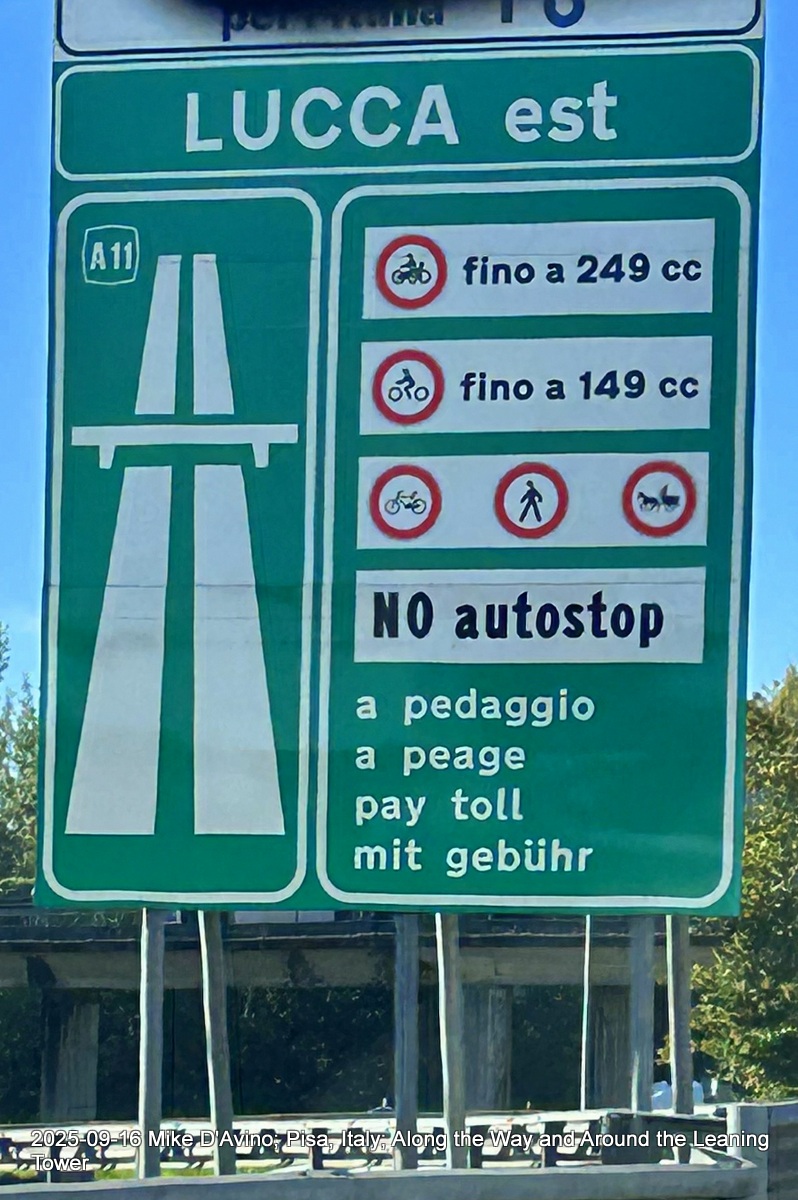 LUCCA est
A11
fino a 249 cc
fino a 149 cc
NO autostop
a pedaggio
a peage
pay toll
mit gebühr
2025-09-16 Mike D'Avino; Pisa, Italy; Along the Way and Around the Leaning
Tower